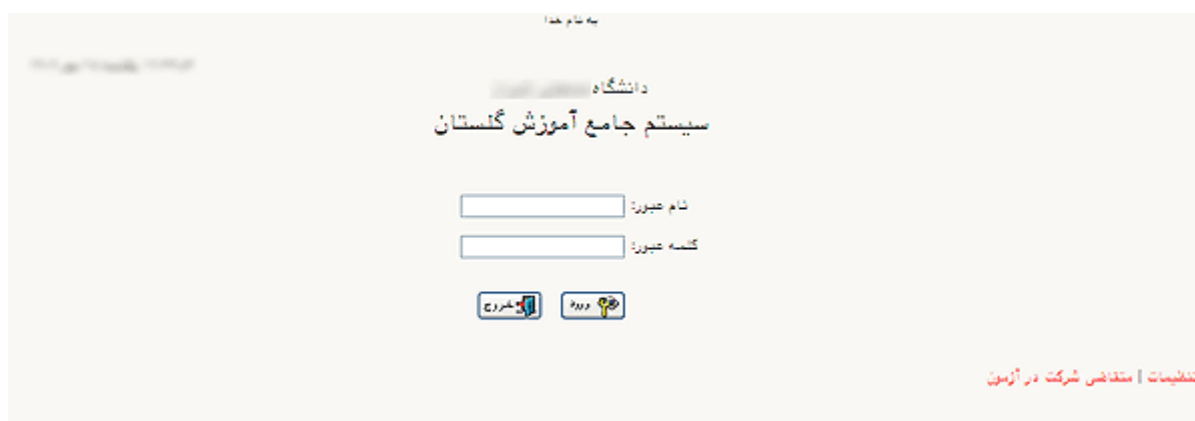 به نام خدا
دانشگاه
سیستم جامع آموزش گلستان
نام عبور:
کلمه عبور:
ورود
خروج
تنظیمات | متقاضی شرکت در آزمون